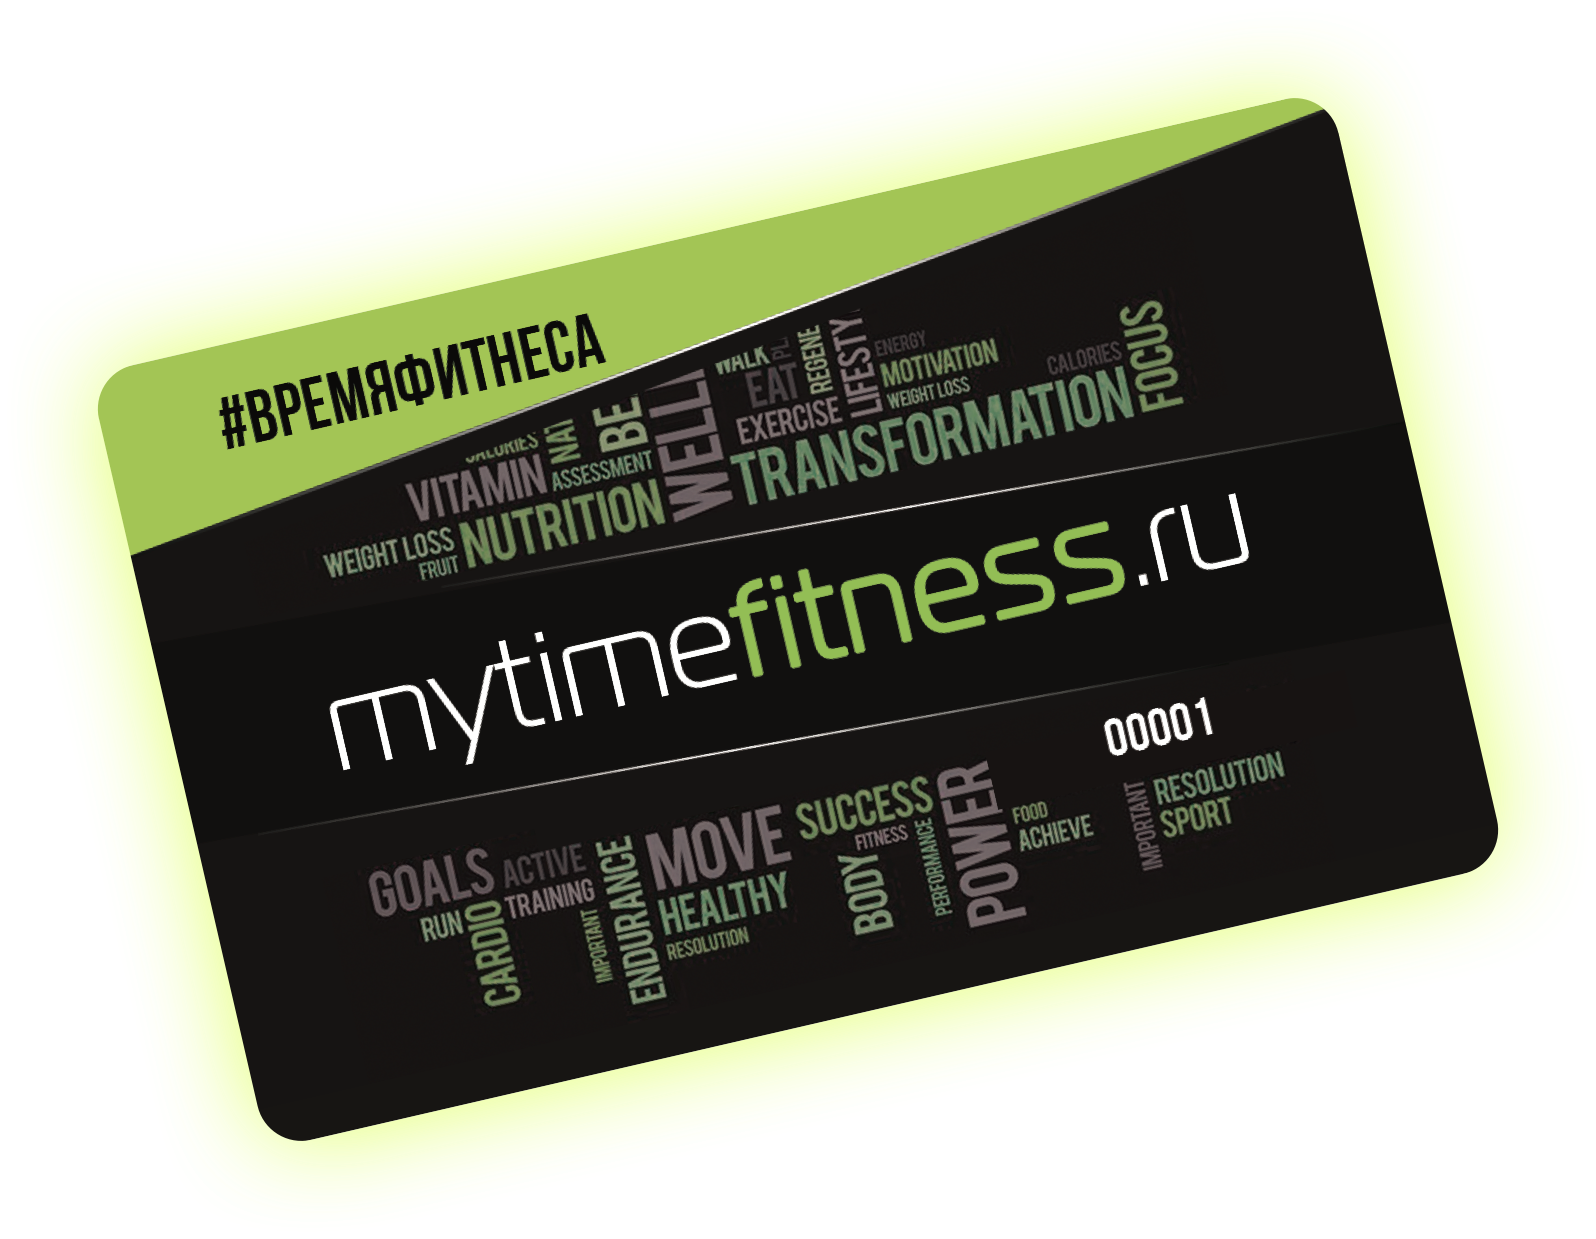 #ВРЕМЯФИТНЕСА
WALK
REGENE
LIFESTY
ENERGY
EAT
MOTIVATION
CALORIES
FOCUS
EXERCISE
WEIGHT LOSS
TRANSFORMATION
CALORIES
NAT
BE
WELL
VITAMIN
ASSESSMENT
WEIGHT LOSS
NUTRITION
FRUIT
mytimefitness.ru
00001
GOALS
ACTIVE
RUN
TRAINING
CARDIO
IMPORTANT
ENDURANCE
MOVE
HEALTHY
RESOLUTION
SUCCESS
FITNESS
BODY
PERFORMANCE
POWER
FOOD
ACHIEVE
IMPORTANT
RESOLUTION
SPORT